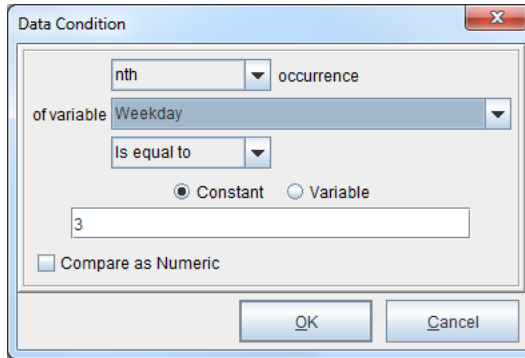 Data Condition
nth occurrence
of variable Weekday
Is equal to
Constant Variable
3
Compare as Numeric
OK Cancel